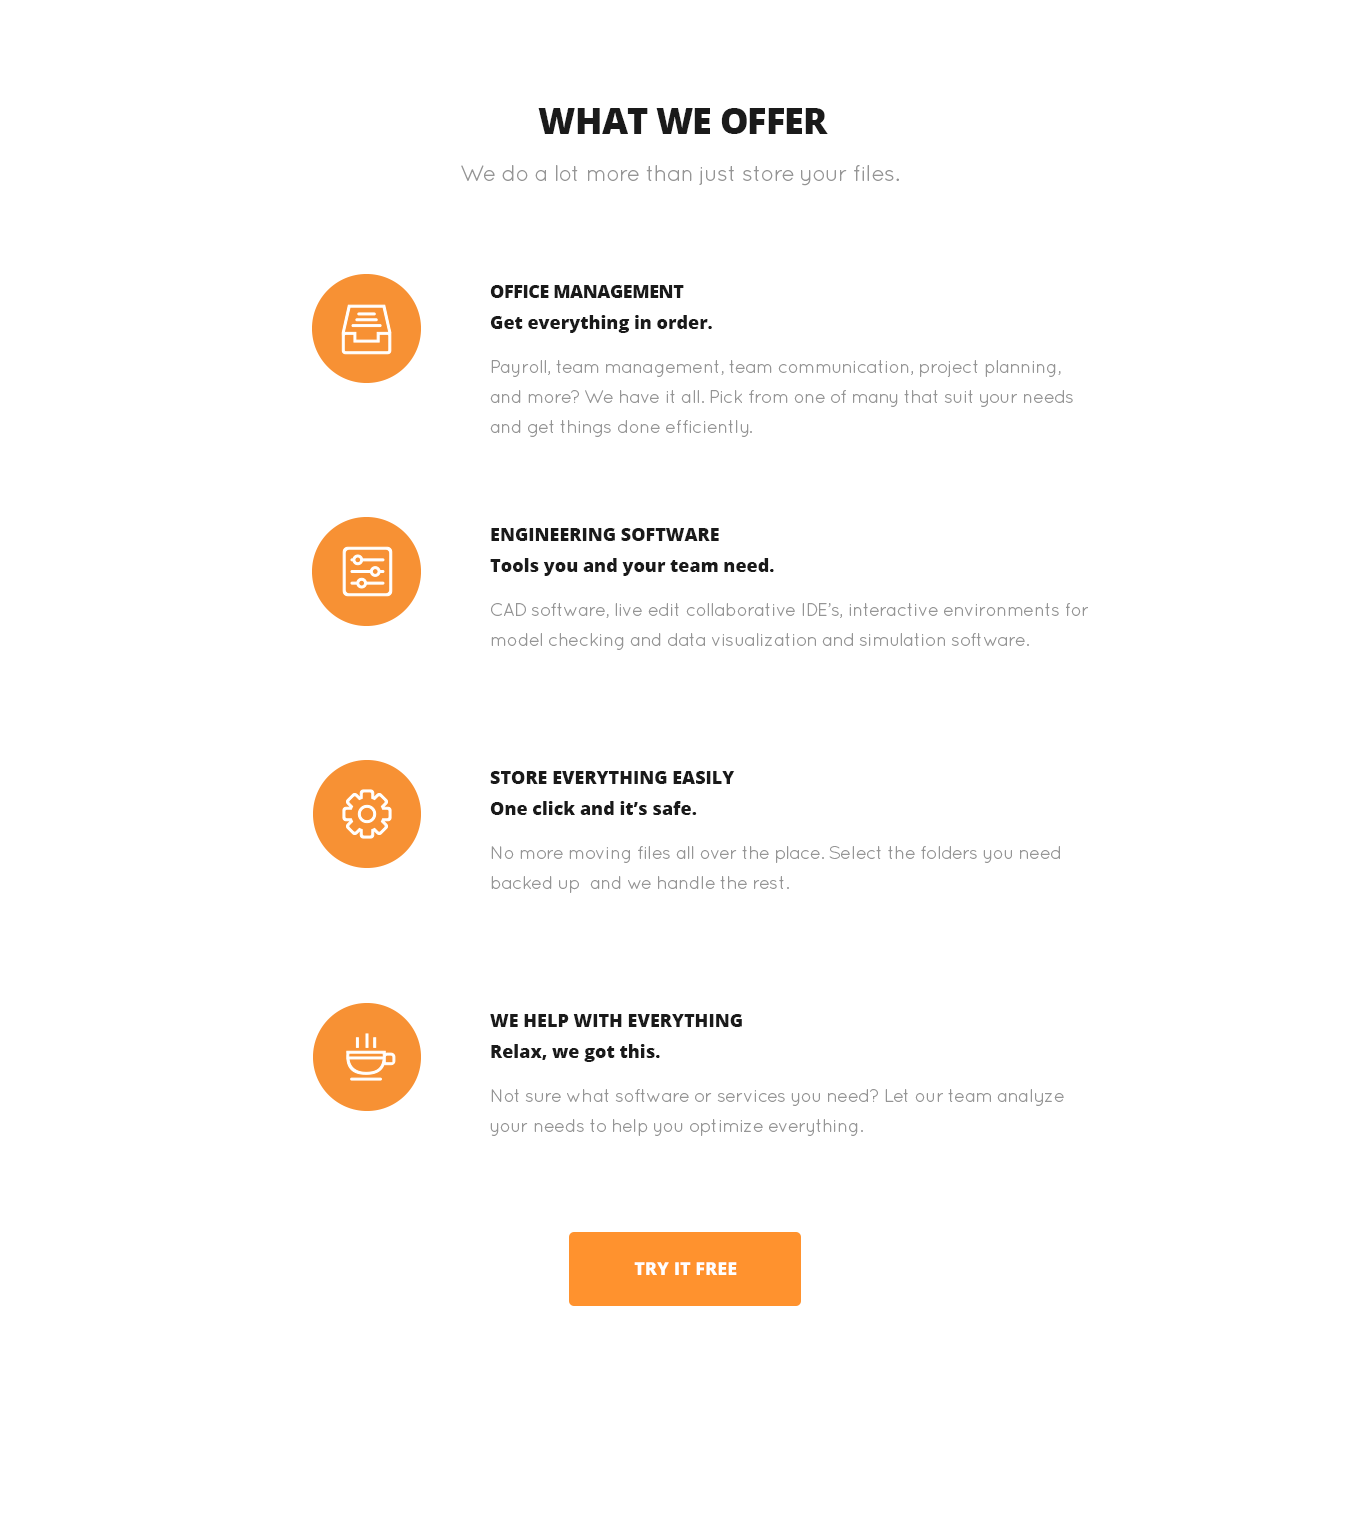 WHAT WE OFFER
We do a lot more than just store your files.
OFFICE MANAGEMENT
Get everything in order.
Payroll, team management, team communication, project planning,
and more? We have it all. Pick from one of many that suit your needs
and get things done efficiently.
ENGINEERING SOFTWARE
Tools you and your team need.
CAD software, live edit collaborative IDE’s, interactive environments for
model checking and data visualization and simulation software.
STORE EVERYTHING EASILY
One click and it’s safe.
No more moving files all over the place. Select the folders you need
backed up  and we handle the rest.
WE HELP WITH EVERYTHING
Relax, we got this.
Not sure what software or services you need? Let our team analyze
your needs to help you optimize everything.
TRY IT FREE